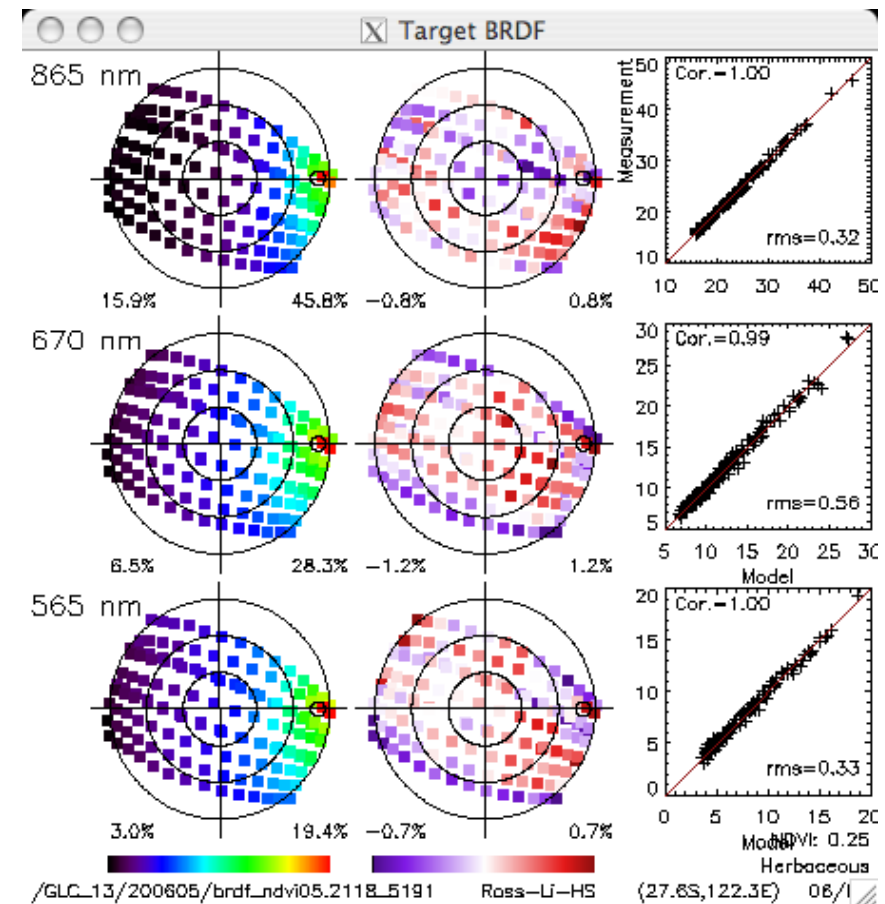 X Target BRDF
865 nm
15.9% 45.8% −0.8% 0.8%
Measurement
50
40
30
20
10
Cor.=1.00
rms=0.32
10 20 30 40 50
670 nm
6.5% 28.3% −1.2% 1.2%
30
25
20
15
10
5
Cor.=0.99
rms=0.56
5 10 15 20 25 30
Model
565 nm
3.0% 19.4% −0.7% 0.7%
20
15
10
5
0
Cor.=1.00
rms=0.33
0 5 10 15 20
Model
NDVI: 0.25
Herbaceous
/GLC_13/200605/brdf_ndvi05.2118_5191 Ross−Li−HS (27.6S,122.3E) 06/